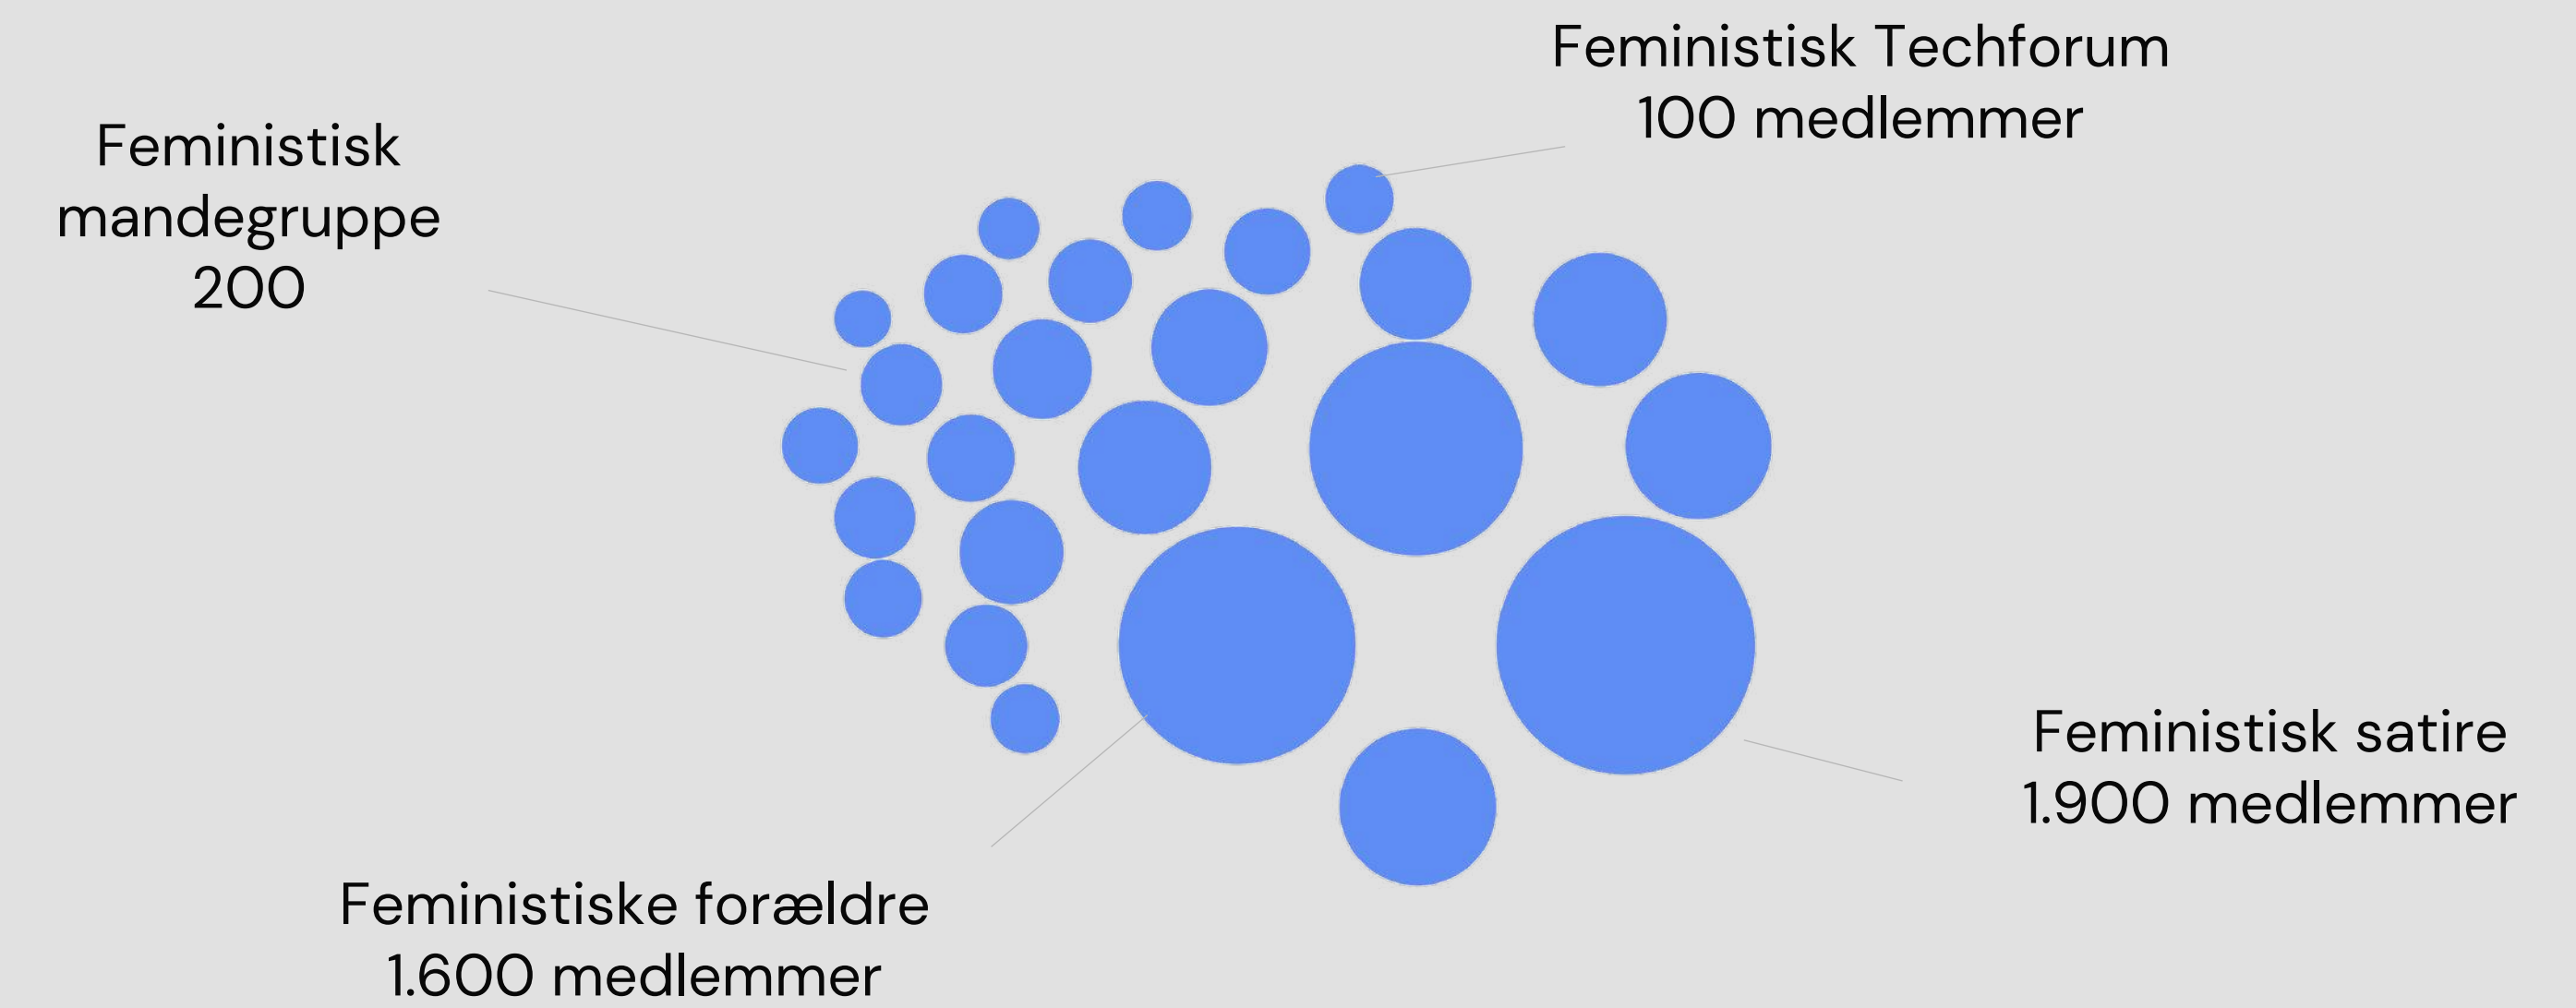 Feministisk Techforum
100 medlemmer
Feministisk
mandegruppe
200
Feministisk satire
1.900 medlemmer
Feministiske forældre
1.600 medlemmer